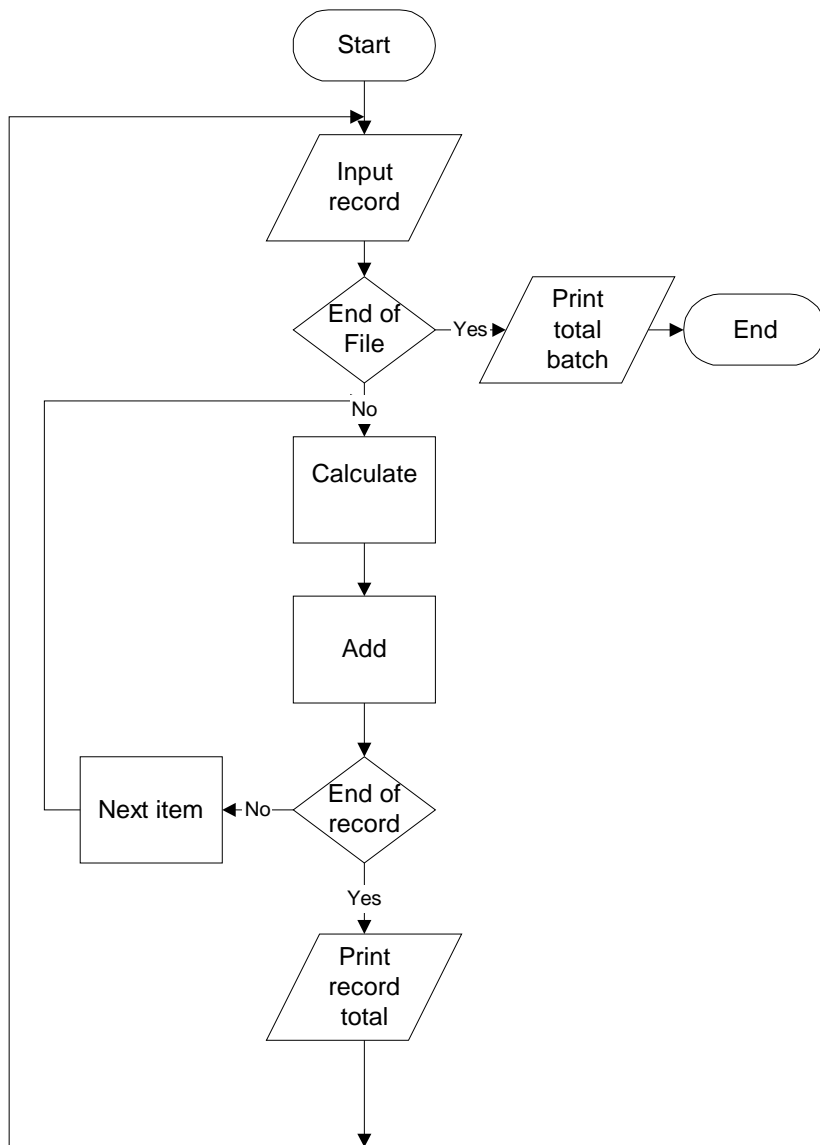 Start
Input
record
End of
File
Yes
Print
total
batch
End
No
Calculate
Add
End of
record
No
Next item
Yes
Print
record
total